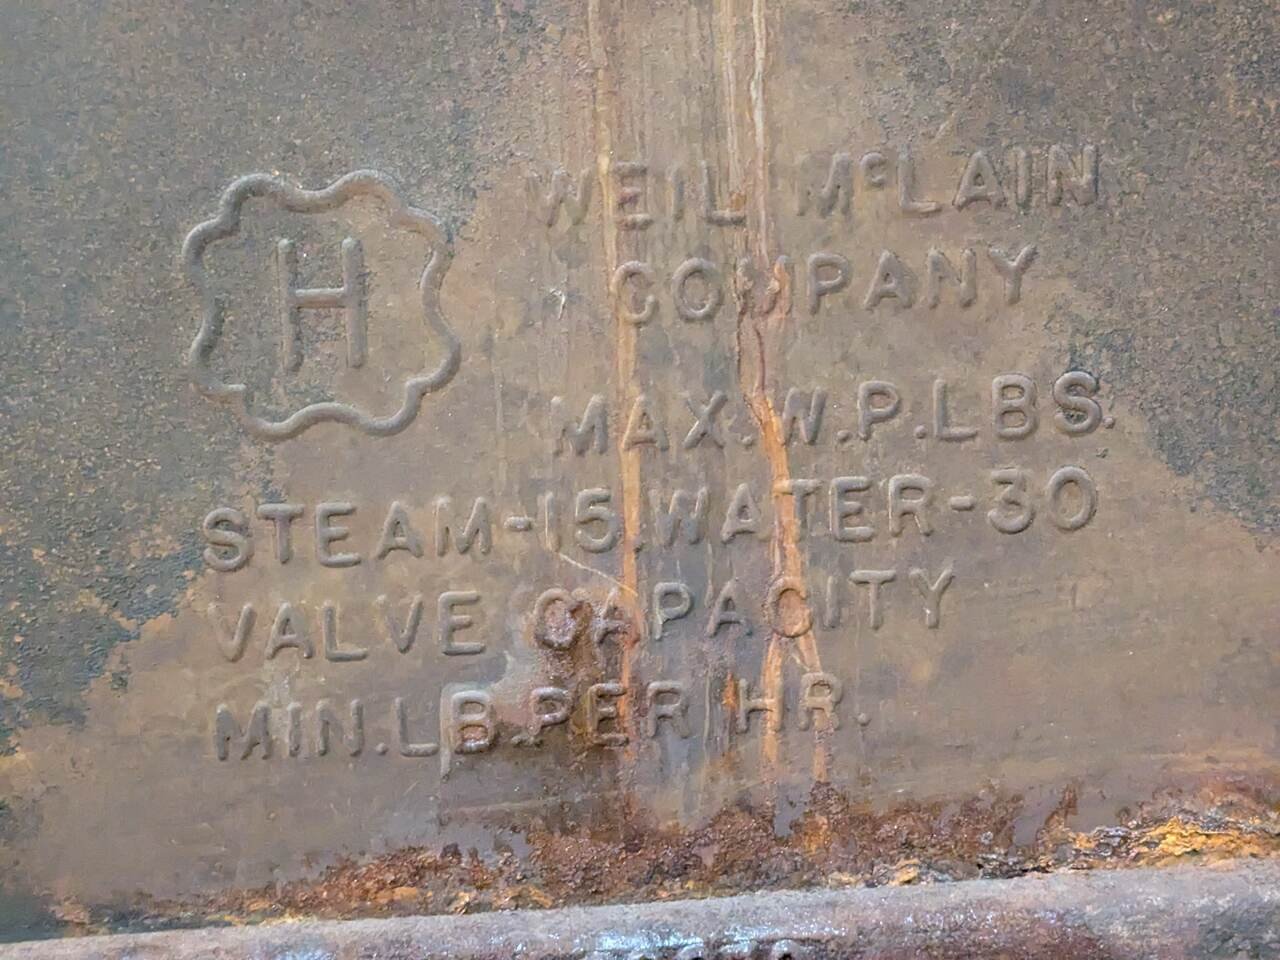 H
WEIL McLAIN
COMPANY
MAX.W.P.LBS.
STEAM-15.WATER-30
VALVE CAPACITY
MIN.LB.PER HR.